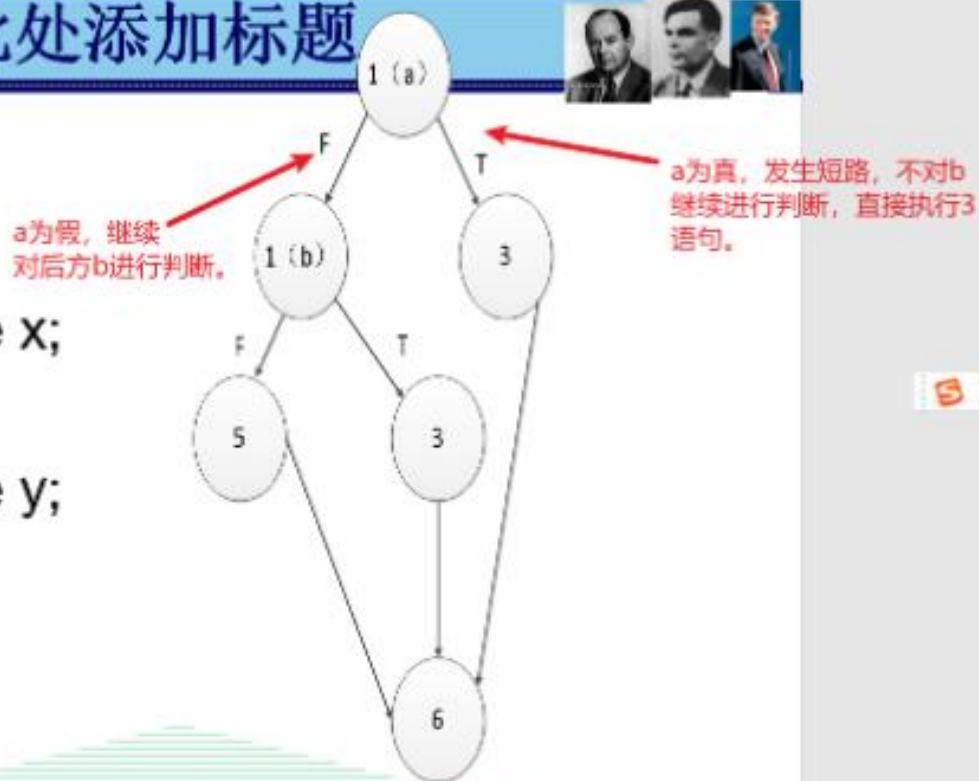 此处添加标题
1（a）
F
T
a为真，发生短路，不对b
继续进行判断，直接执行3
语句。
a为假，继续
对后方b进行判断。
1（b）
3
e x;
F
T
5
3
e y;
6